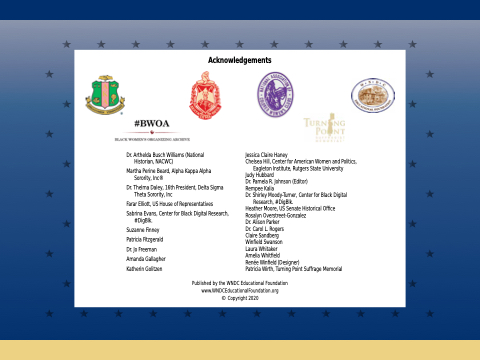 Acknowledgements
#BWOA
BLACK WOMEN'S ORGANIZING ARCHIVE
TURNING
POINT
Dr. Arthelda Busch Williams (National
Historian, NACWC)
Martha Perine Beard, Alpha Kappa Alpha
Sorority, Inc®
Dr. Thelma Daley, 16th President, Delta Sigma
Theta Sorority, Inc
Farar Elliott, US House of Representatives
Sabrina Evans, Center for Black Digital Research,
#DigBlk
Suzanne Finney
Patricia Fitzgerald
Dr. Jo Freeman
Amanda Gallagher
Katherin Golitzen
Jessica Claire Haney
Chelsea Hill, Center for American Women and Politics,
Eagleton Institute, Rutgers State University
Judy Hubbard
Dr. Pamela R. Johnson (Editor)
Rempee Kalia
Dr. Shirley Moody-Turner, Center for Black Digital
Research, #DigBlk
Heather Moore, US Senate Historical Office
Rosalyn Overstreet-Gonzalez
Dr. Alison Parker
Dr. Carol L. Rogers
Claire Sandberg
Winfield Swanson
Laura Whitaker
Amelia Whitfield
Renée Winfield (Designer)
Patricia Wirth, Turning Point Suffrage Memorial
Published by the WNDC Educational Foundation
www.WNDCEducationalFoundation.org
© Copyright 2020